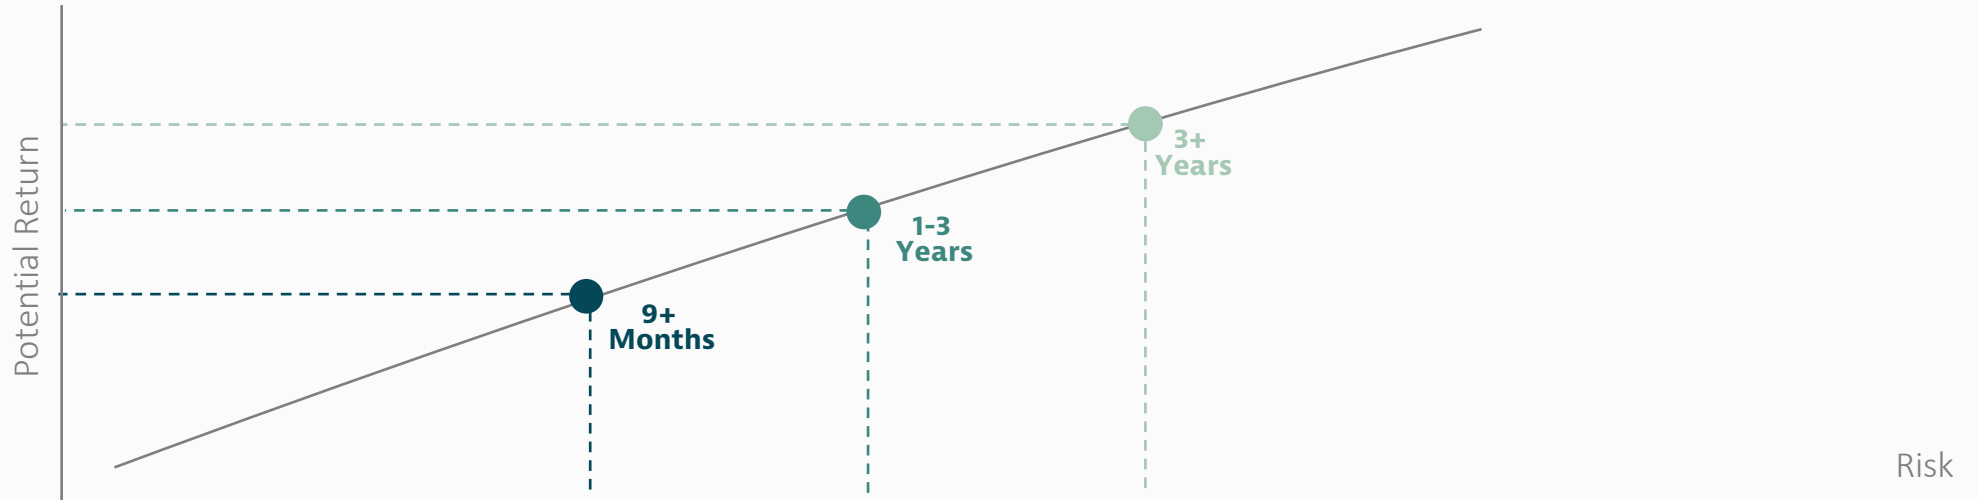 Potential Return
3+
Years
1-3
Years
9+
Months
Risk